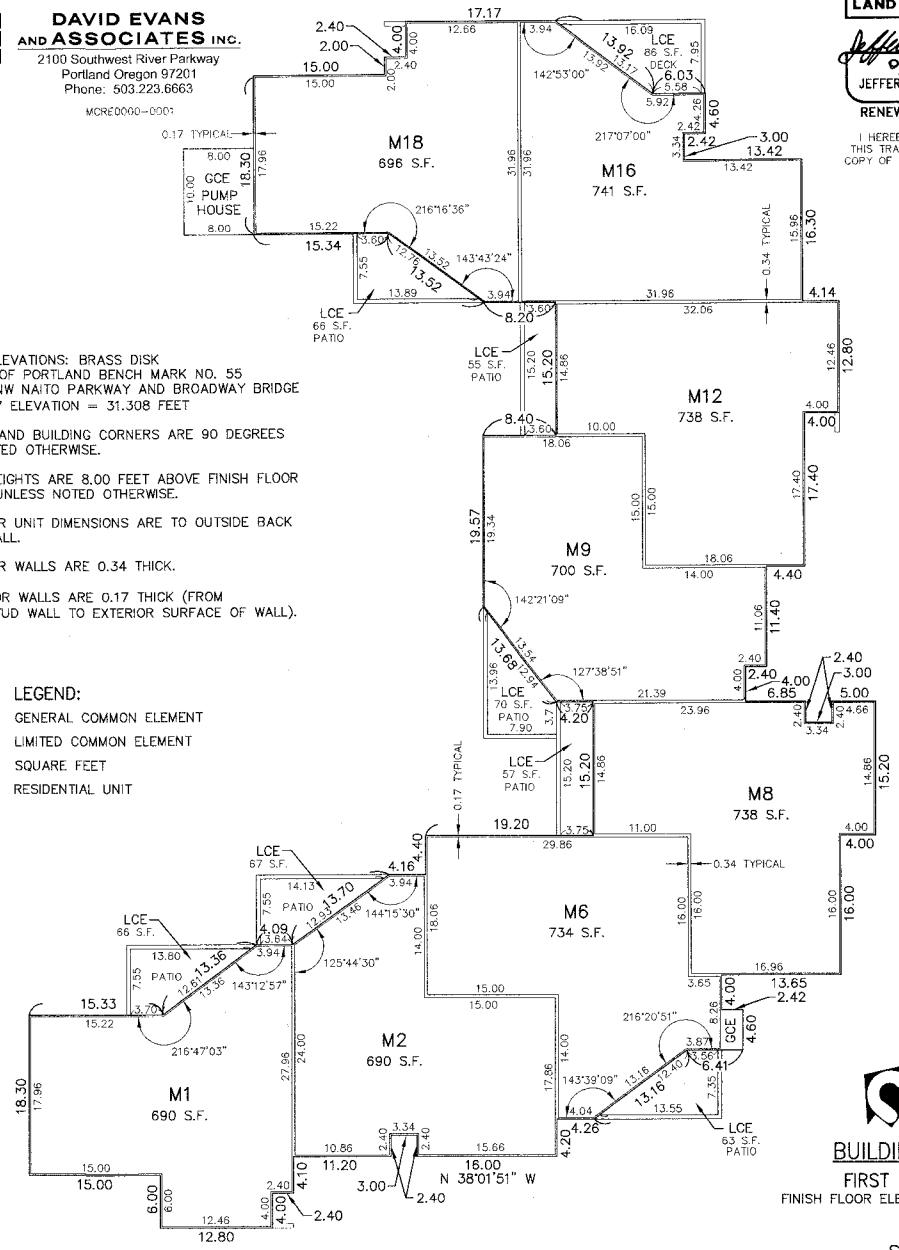 DAVID EVANS
AND ASSOCIATES INC.
2100 Southwest River Parkway
Portland Oregon 97201
Phone: 503.223.6663
MCRE0000-0001
LAND
JEFFER
RENEW
I HEREB
THIS TRA
COPY OF
17.17
2.40
4.00
12.66
4.00
3.94
16.09
2.00
2.40
13.92
LCE
86 S.F.
DECK
7.95
15.00
15.00
2.00
13.92
13.17
6.03
142°53'00"
5.58
5.92
4.26
4.60
0.17 TYPICAL
M18
696 S.F.
217°07'00"
2.42
2.42
3.00
8.00
18.30
17.96
3.34
13.42
13.42
10.00
GCE
PUMP
HOUSE
31.96
31.96
M16
741 S.F.
216°16'36"
8.00
15.22
15.34
3.60
15.96
16.30
0.34 TYPICAL
7.55
12.76
13.52
13.52
143°43'24"
13.89
3.94
31.96
4.14
LCE
66 S.F.
PATIO
3.60
8.20
32.06
LCE
55 S.F.
PATIO
15.20
15.20
14.86
12.46
12.80
LEVATIONS: BRASS DISK
OF PORTLAND BENCH MARK NO. 55
NW NAITO PARKWAY AND BROADWAY BRIDGE
Y ELEVATION = 31.308 FEET
M12
738 S.F.
4.00
4.00
8.40
3.60
10.00
18.06
AND BUILDING CORNERS ARE 90 DEGREES
TED OTHERWISE.
EIGHTS ARE 8.00 FEET ABOVE FINISH FLOOR
UNLESS NOTED OTHERWISE.
17.40
17.40
R UNIT DIMENSIONS ARE TO OUTSIDE BACK
ALL.
19.57
19.34
15.00
15.00
R WALLS ARE 0.34 THICK.
M9
700 S.F.
18.06
4.40
14.00
OR WALLS ARE 0.17 THICK (FROM
TUD WALL TO EXTERIOR SURFACE OF WALL).
142°21'09"
11.06
11.40
13.54
13.68
12.94
127°38'51"
2.40
2.40
2.40
13.96
4.00
4.00
3.00
LCE
70 S.F.
PATIO
7.90
3.75
4.20
21.39
6.85
5.00
23.96
2.40
2.40
4.66
3.34
LEGEND:
GENERAL COMMON ELEMENT
LIMITED COMMON ELEMENT
SQUARE FEET
RESIDENTIAL UNIT
LCE
57 S.F.
PATIO
15.20
15.20
14.86
14.86
15.20
0.17 TYPICAL
M8
738 S.F.
19.20
3.75
11.00
4.00
4.00
29.86
LCE
67 S.F.
4.40
4.16
0.34 TYPICAL
14.13
13.70
3.94
7.55
PATIO
12.93
13.46
144°15'30"
18.06
14.00
M6
734 S.F.
16.00
16.00
16.00
16.00
LCE
66 S.F.
4.09
3.64
13.80
13.36
3.94
125°44'30"
7.55
PATIO
12.61
13.36
143°12'57"
16.96
3.65
13.65
15.00
15.00
4.00
2.42
15.33
15.22
3.70
216°47'03"
216°20'51"
8.26
GCE
4.60
M2
690 S.F.
14.00
3.87
3.56
6.41
24.00
27.96
17.86
143°39'09"
13.16
13.16
12.40
7.35
18.30
17.96
M1
690 S.F.
4.04
4.26
13.55
LCE
63 S.F.
PATIO
3.34
2.40
2.40
10.86
11.20
15.66
16.00
4.20
N 38°01'51" W
3.00
2.40
15.00
15.00
4.10
6.00
6.00
2.40
4.00
4.00
2.40
12.46
12.80
BUILDI
FIRST
FINISH FLOOR ELE